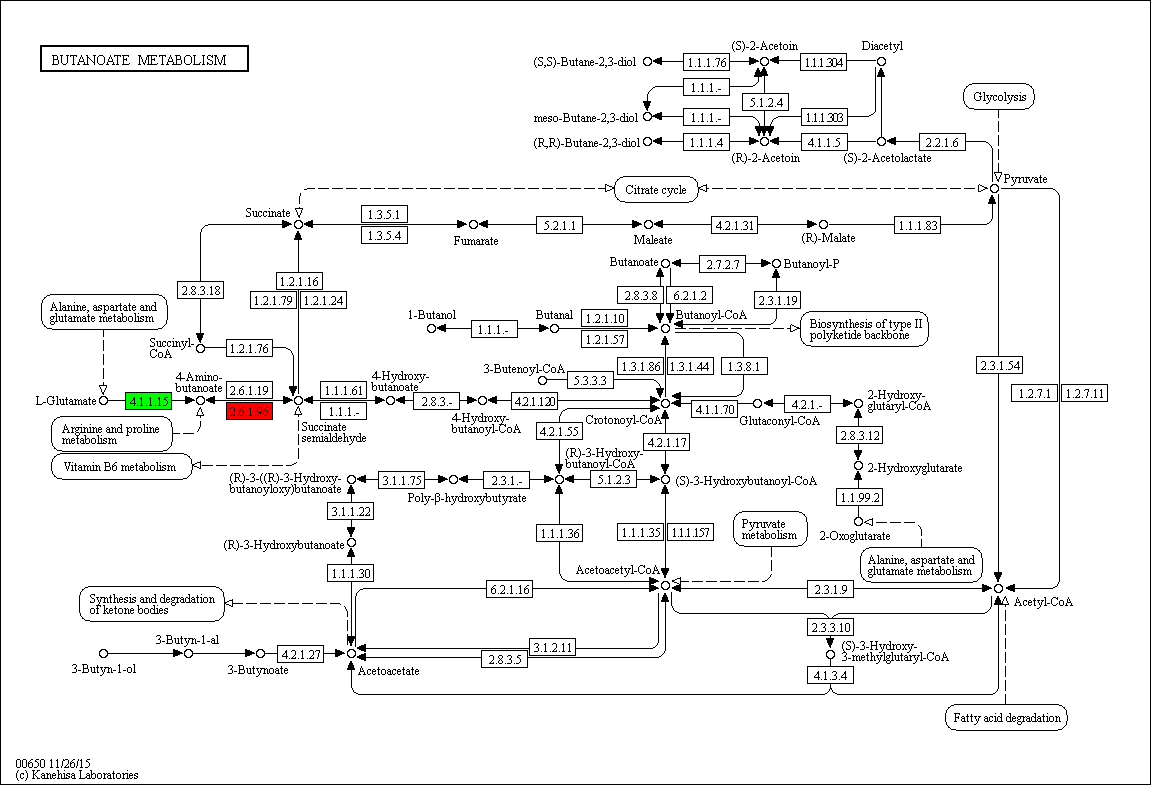 BUTANOATE METABOLISM
(S)-2-Acetoin
Diacetyl
(S,S)-Butane-2,3-diol
1.1.1.76
1.1.1.304
1.1.1.-
5.1.2.4
Glycolysis
meso-Butane-2,3-diol
1.1.1.-
1.1.1.303
(R,R)-Butane-2,3-diol
1.1.1.4
4.1.1.5
2.2.1.6
(R)-2-Acetoin
(S)-2-Acetolactate
Pyruvate
Citrate cycle
Succinate
1.3.5.1
1.3.5.4
Fumarate
5.2.1.1
Maleate
4.2.1.31
(R)-Malate
1.1.1.83
Butanoate
2.7.2.7
Butanoyl-P
2.8.3.18
1.2.1.16
1.2.1.79
1.2.1.24
2.8.3.8
6.2.1.2
2.3.1.19
Alanine, aspartate and
glutamate metabolism
1-Butanol
1.1.1.-
Butanal
1.2.1.10
1.2.1.57
Butanoyl-CoA
Biosynthesis of type II
polyketide backbone
Succinyl-
CoA
1.2.1.76
3-Butenoyl-CoA
5.3.3.3
1.3.1.86
1.3.1.44
1.3.8.1
2.3.1.54
L-Glutamate
4.1.1.15
4-Amino-
butanoate
2.6.1.19
2.6.1.96
1.1.1.61
1.1.1.-
4-Hydroxy-
butanoate
2.8.3.-
4.2.1.120
4-Hydroxy-
butanoyl-CoA
Crotonoyl-CoA
4.1.1.70
Glutaconyl-CoA
4.2.1.-
2-Hydroxy-
glutaryl-CoA
1.2.7.1
1.2.7.11
Arginine and proline
metabolism
Succinate
semialdehyde
4.2.1.55
4.2.1.17
2.8.3.12
Vitamin B6 metabolism
(R)-3-Hydroxy-
butanoyl-CoA
2-Hydroxyglutarate
(R)-3-((R)-3-Hydroxy-
butanoyloxy)butanoate
3.1.1.75
Poly-β-hydroxybutyrate
2.3.1.-
5.1.2.3
(S)-3-Hydroxybutanoyl-CoA
1.1.99.2
3.1.1.22
1.1.1.36
1.1.1.35
1.1.1.157
Pyruvate
metabolism
2-Oxoglutarate
(R)-3-Hydroxybutanoate
Alanine, aspartate and
glutamate metabolism
1.1.1.30
Acetoacetyl-CoA
6.2.1.16
2.3.1.9
Acetyl-CoA
Synthesis and degradation
of ketone bodies
2.3.3.10
3-Butyn-1-al
3-Butyn-1-ol
3-Butynoate
4.2.1.27
Acetoacetate
3.1.2.11
2.8.3.5
(S)-3-Hydroxy-
3-methylglutaryl-CoA
4.1.3.4
Fatty acid degradation
00650 11/26/15
(c) Kanehisa Laboratories